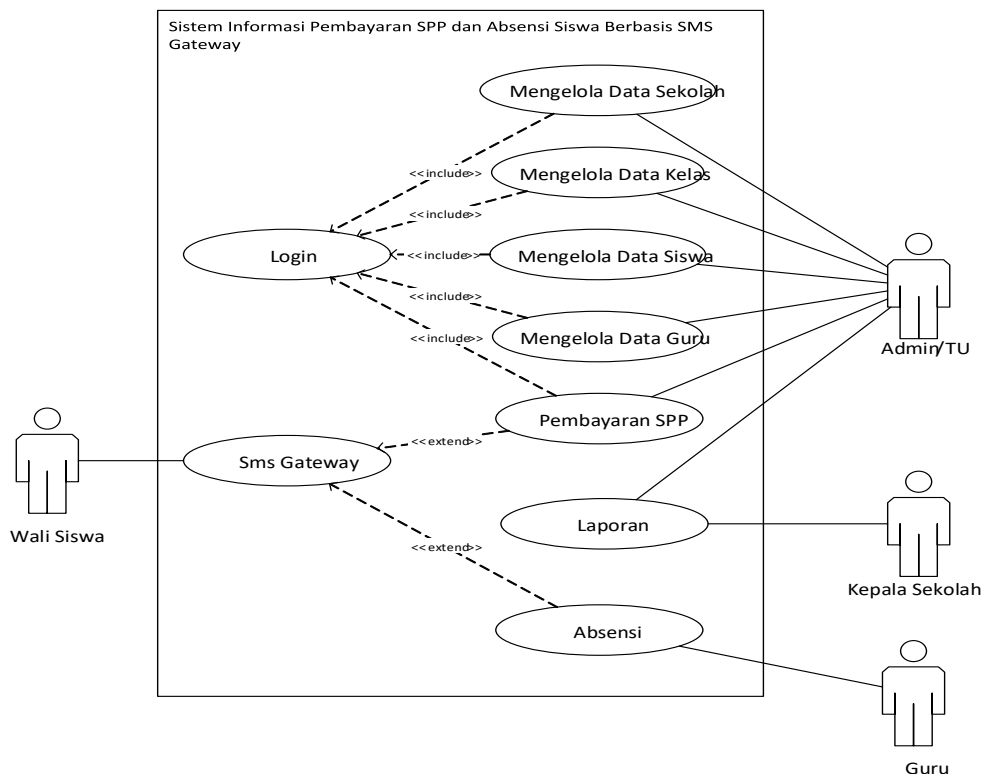 Sistem Informasi Pembayaran SPP dan Absensi Siswa Berbasis SMS
Gateway
Mengelola Data Sekolah
<<include>>
Mengelola Data Kelas
<<include>>
Login
<<include>>
Mengelola Data Siswa
<<include>>
Mengelola Data Guru
<<include>>
Admin/TU
Pembayaran SPP
<<extend>>
Sms Gateway
Wali Siswa
Laporan
<<extend>>
Kepala Sekolah
Absensi
Guru